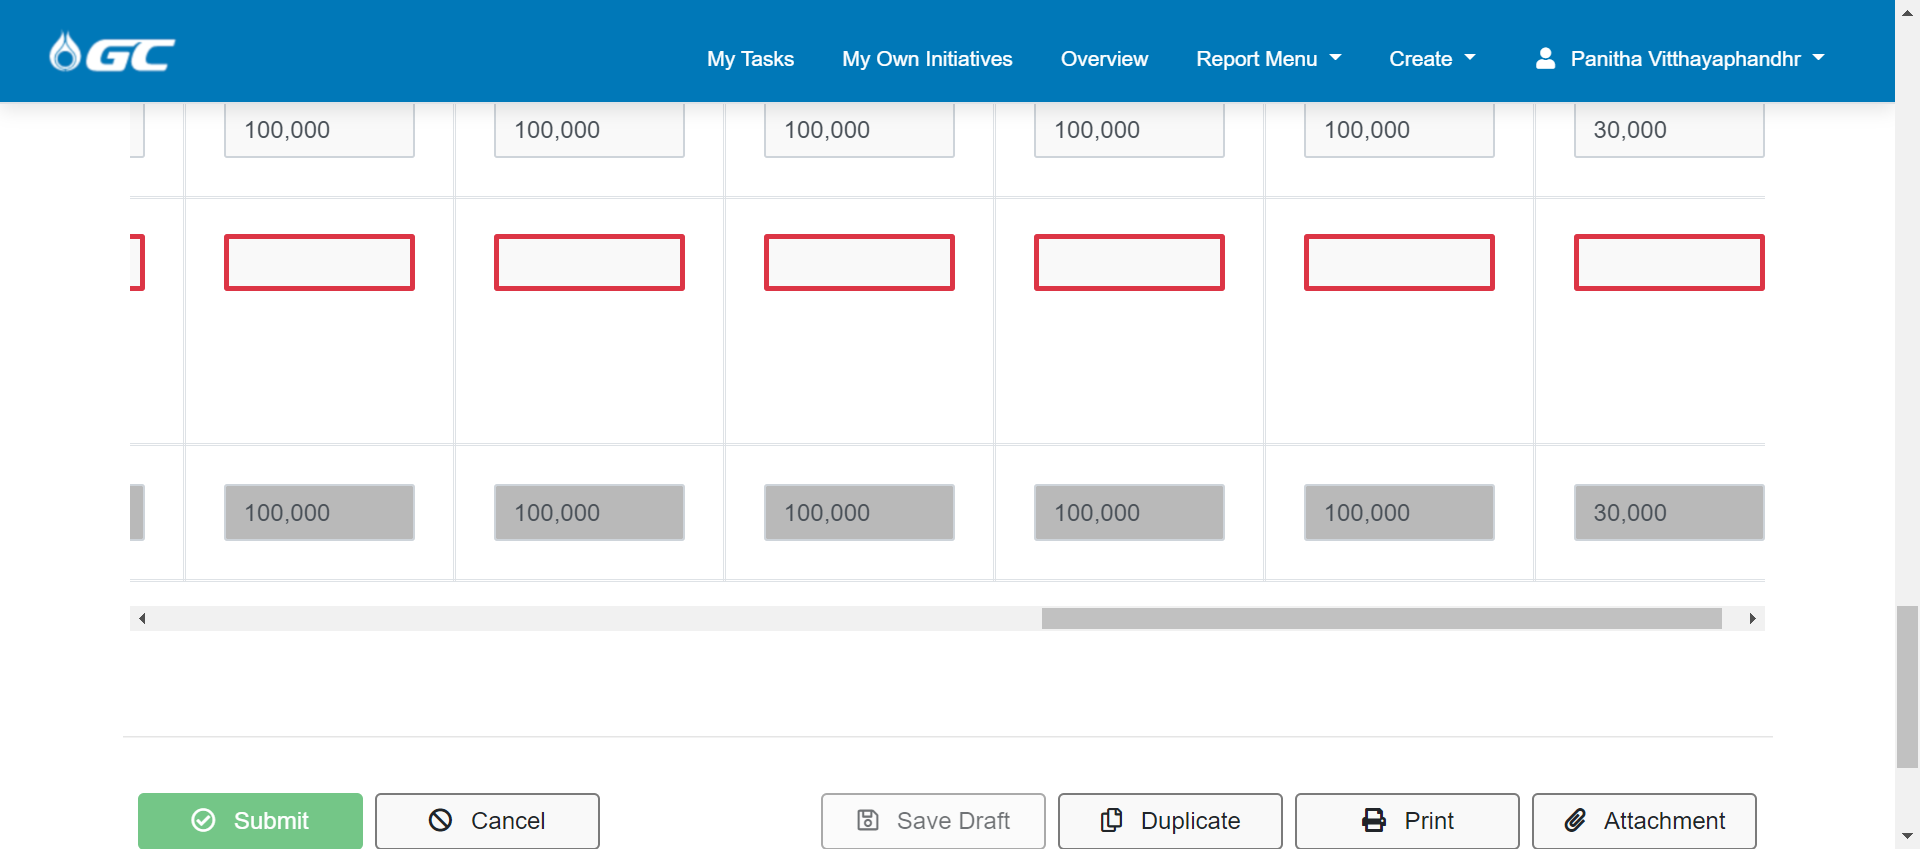 GC
My Tasks My Own Initiatives Overview Report Menu Create Panitha Vitthayaphandhr
100,000 100,000 100,000 100,000 100,000 30,000
100,000 100,000 100,000 100,000 100,000 30,000
Submit Cancel Save Draft Duplicate Print Attachment